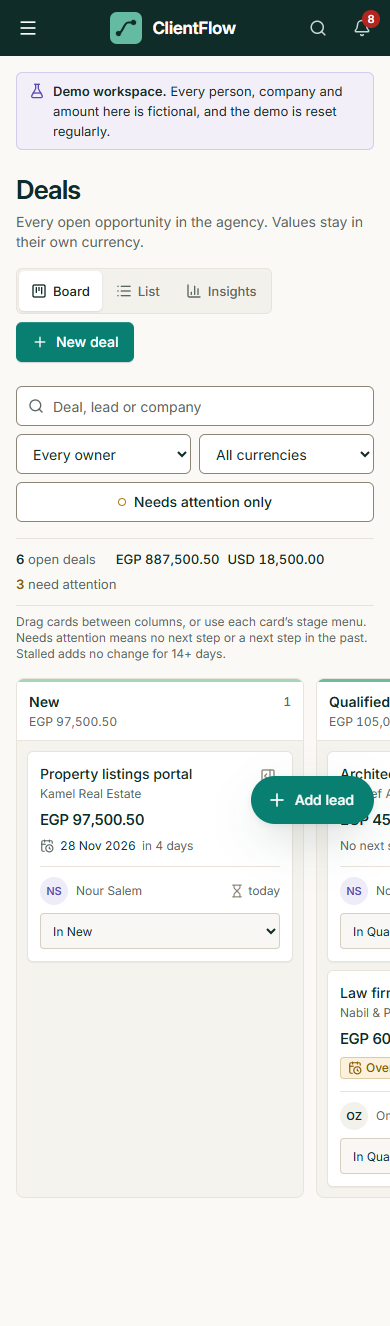 ClientFlow
8
Demo workspace. Every person, company and
amount here is fictional, and the demo is reset
regularly.
Deals
Every open opportunity in the agency. Values stay in
their own currency.
Board
List
Insights
New deal
Deal, lead or company
Every owner
All currencies
Needs attention only
6 open deals EGP 887,500.50 USD 18,500.00
3 need attention
Drag cards between columns, or use each card's stage menu.
Needs attention means no next step or a next step in the past.
Stalled adds no change for 14+ days.
New 1
EGP 97,500.50
Property listings portal
Kamel Real Estate
EGP 97,500.50
28 Nov 2026 in 4 days
NS Nour Salem today
In New
Qualified
EGP 105,0
Add lead
EGP 45
No next s
NS No
In Qua
Law firm
Nabil & P
EGP 60
Over
OZ
In Qua